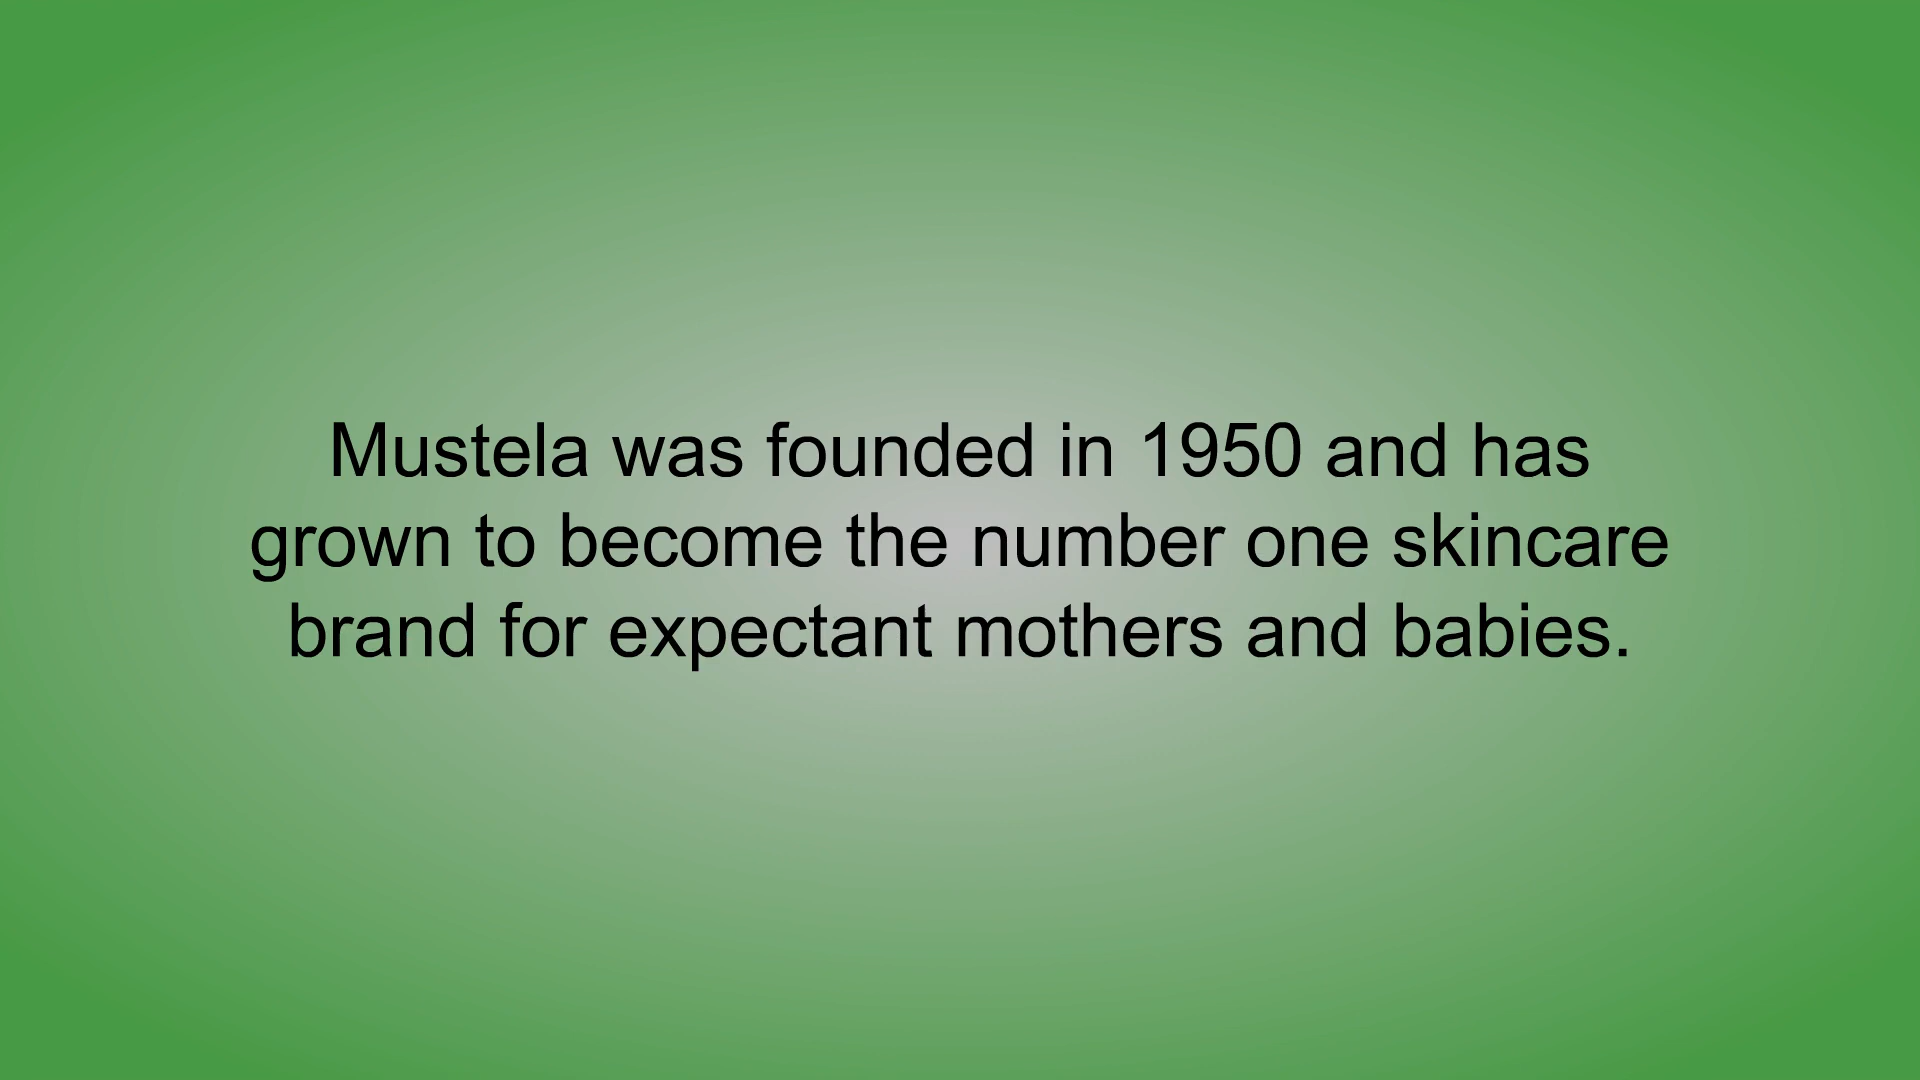 Mustela was founded in 1950 and has
grown to become the number one skincare
brand for expectant mothers and babies.